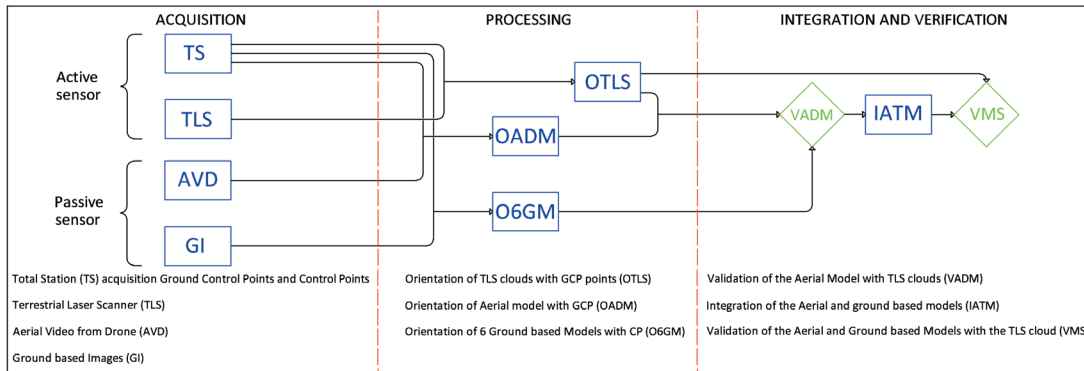 ACQUISITION
PROCESSING
INTEGRATION AND VERIFICATION
Active
sensor
TS
TLS
Passive
sensor
AVD
GI
OTLS
OADM
O6GM
VADM
IATM
VMS
Total Station (TS) acquisition Ground Control Points and Control Points
Terrestrial Laser Scanner (TLS)
Aerial Video from Drone (AVD)
Ground based Images (GI)
Orientation of TLS clouds with GCP points (OTLS)
Orientation of Aerial model with GCP (OADM)
Orientation of 6 Ground based Models with CP (O6GM)
Validation of the Aerial Model with TLS clouds (VADM)
Integration of the Aerial and ground based models (IATM)
Validation of the Aerial and Ground based Models with the TLS cloud (VMS